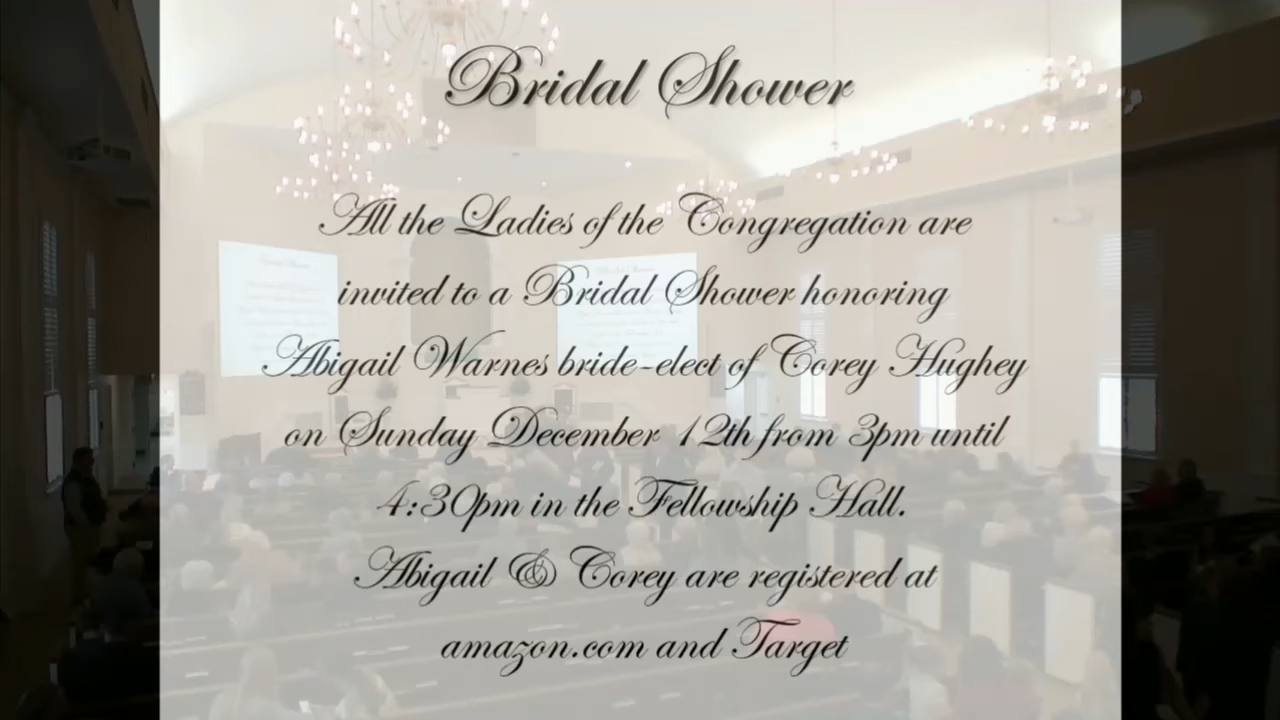 Bridal Shower
All the Ladies of the Congregation are
invited to a Bridal Shower honoring
Abigail Warnes bride-elect of Corey Hughey
on Sunday December 12th from 3pm until
4:30pm in the Fellowship Hall.
Abigail & Corey are registered at
amazon.com and Target